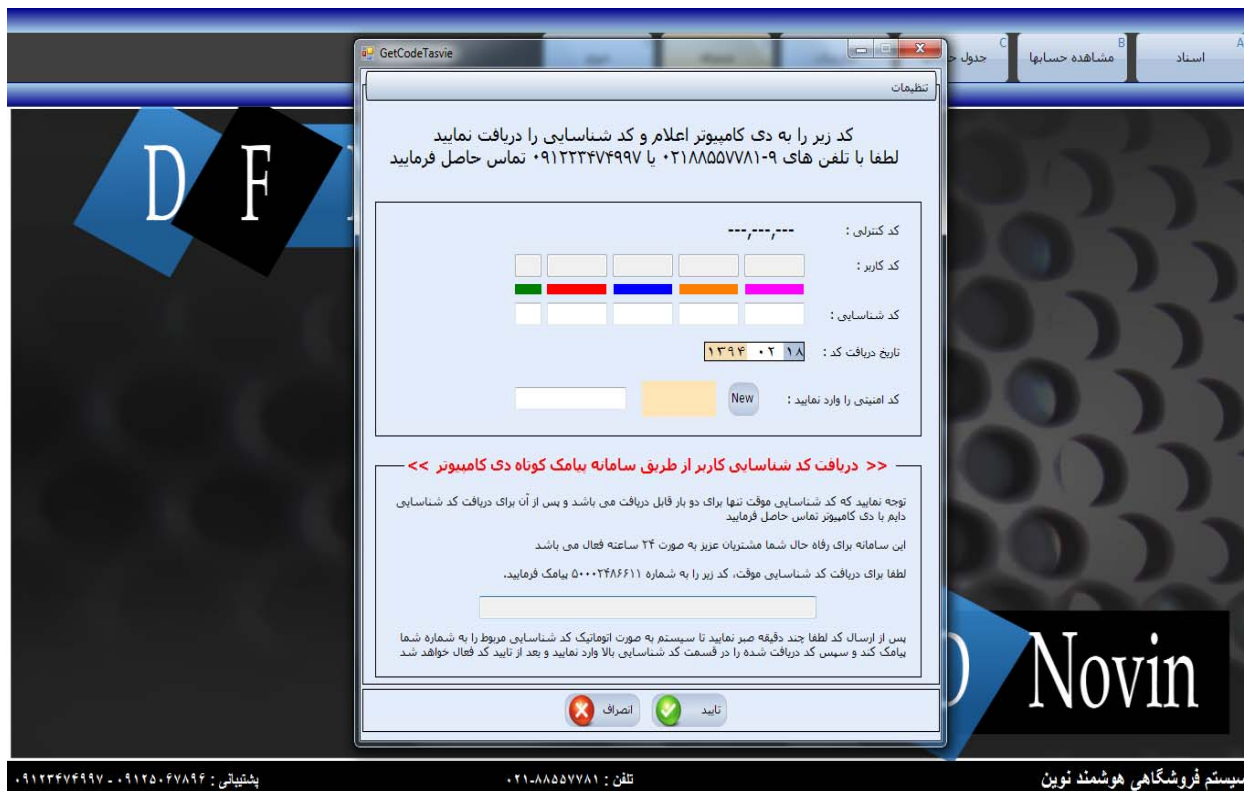 GetCodeTasvie
A
اسناد
B
مشاهده حسابها
C
جدول
تنظیمات
کد زیر را به دی کامپیوتر اعلام و کد شناسایی را دریافت نمایید
لطفا با تلفن های ۹-۰۲۱۸۸۵۵۷۷۸۱ یا ۰۹۱۲۲۳۴۷۴۹۹۷ تماس حاصل فرمایید
کد کنترلی : ---,---,---
کد کاربر :
کد شناسایی :
تاریخ دریافت کد : ۱۳۹۴ ۰۲ ۱۸
کد امنیتی را وارد نمایید : New
<< دریافت کد شناسایی کاربر از طریق سامانه پیامک کوتاه دی کامپیوتر >>
توجه نمایید که کد شناسایی موقت تنها برای دو بار قابل دریافت می باشد و پس از آن برای دریافت کد شناسایی
دایم با دی کامپیوتر تماس حاصل فرمایید
این سامانه برای رفاه حال شما مشتریان عزیز به صورت ۲۴ ساعته فعال می باشد
لطفا برای دریافت کد شناسایی موقت، کد زیر را به شماره ۵۰۰۰۲۴۸۶۶۱۱ پیامک فرمایید.
پس از ارسال کد لطفا چند دقیقه صبر نمایید تا سیستم به صورت اتوماتیک کد شناسایی مربوط را به شماره شما
پیامک کند و سپس کد دریافت شده را در قسمت کد شناسایی بالا وارد نمایید و بعد از تایید کد فعال خواهد شد
تایید
انصراف
D F
D Novin
سیستم فروشگاهی هوشمند نوین
تلفن : ۰۲۱-۸۸۵۵۷۷۸۱
پشتیبانی : ۰۹۱۲۵۰۶۷۸۹۶ - ۰۹۱۲۲۴۷۴۹۹۷